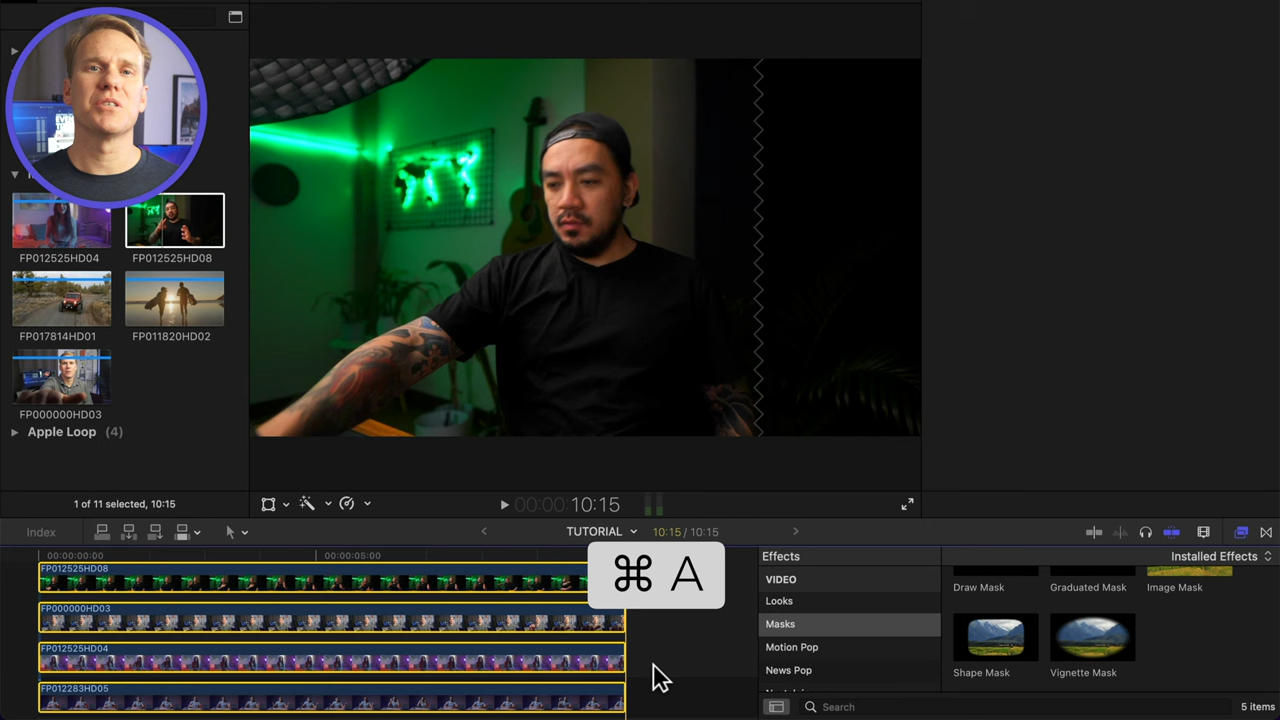 FP012525HD04
FP012525HD08
FP017814HD01
FP011820HD02
FP000000HD03
Apple Loop (4)
1 of 11 selected, 10:15
00:00:10:15
Index
TUTORIAL
10:15 / 10:15
00:00:00:00
00:00:05:00
FP012525HD08
FP000000HD03
FP012525HD04
FP012283HD05
⌘ A
Effects
Installed Effects
VIDEO
Looks
Masks
Motion Pop
News Pop
Draw Mask
Graduated Mask
Image Mask
Shape Mask
Vignette Mask
Search
5 items